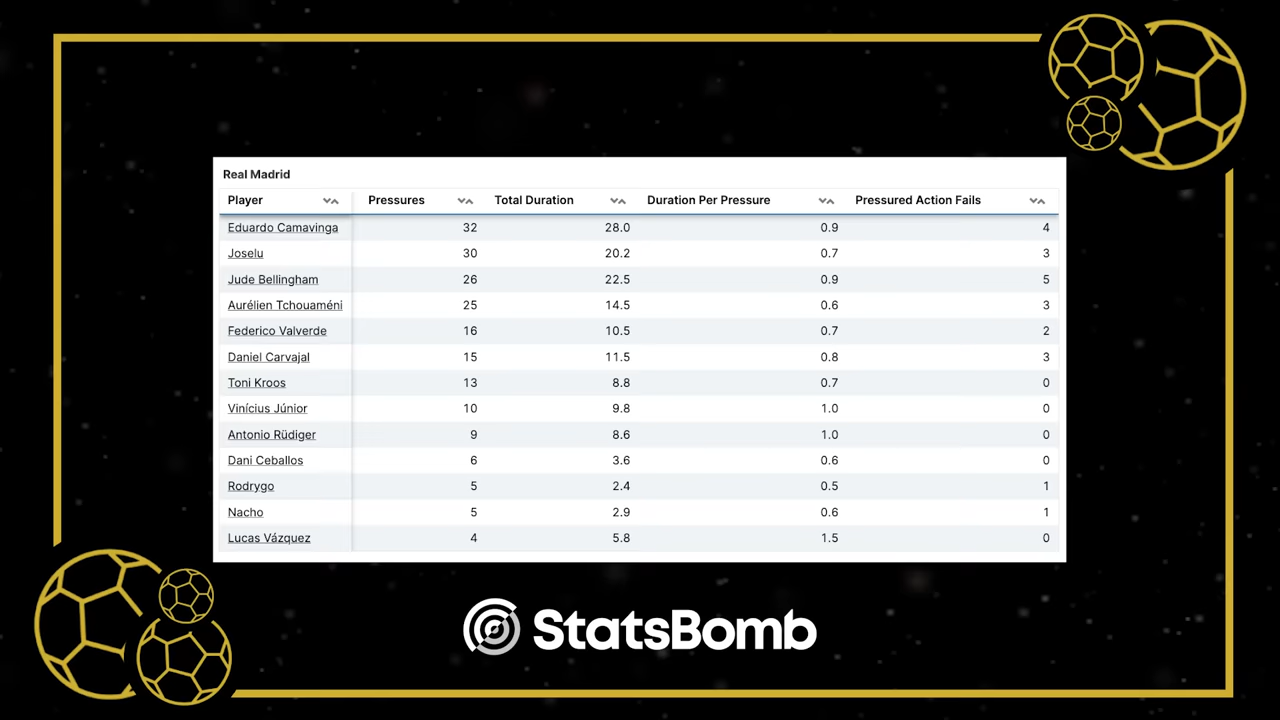 Real Madrid
Player Pressures Total Duration Duration Per Pressure Pressured Action Fails
Eduardo Camavinga 32 28.0 0.9 4
Joselu 30 20.2 0.7 3
Jude Bellingham 26 22.5 0.9 5
Aurélien Tchouaméni 25 14.5 0.6 3
Federico Valverde 16 10.5 0.7 2
Daniel Carvajal 15 11.5 0.8 3
Toni Kroos 13 8.8 0.7 0
Vinícius Júnior 10 9.8 1.0 0
Antonio Rüdiger 9 8.6 1.0 0
Dani Ceballos 6 3.6 0.6 0
Rodrygo 5 2.4 0.5 1
Nacho 5 2.9 0.6 1
Lucas Vázquez 4 5.8 1.5 0
StatsBomb